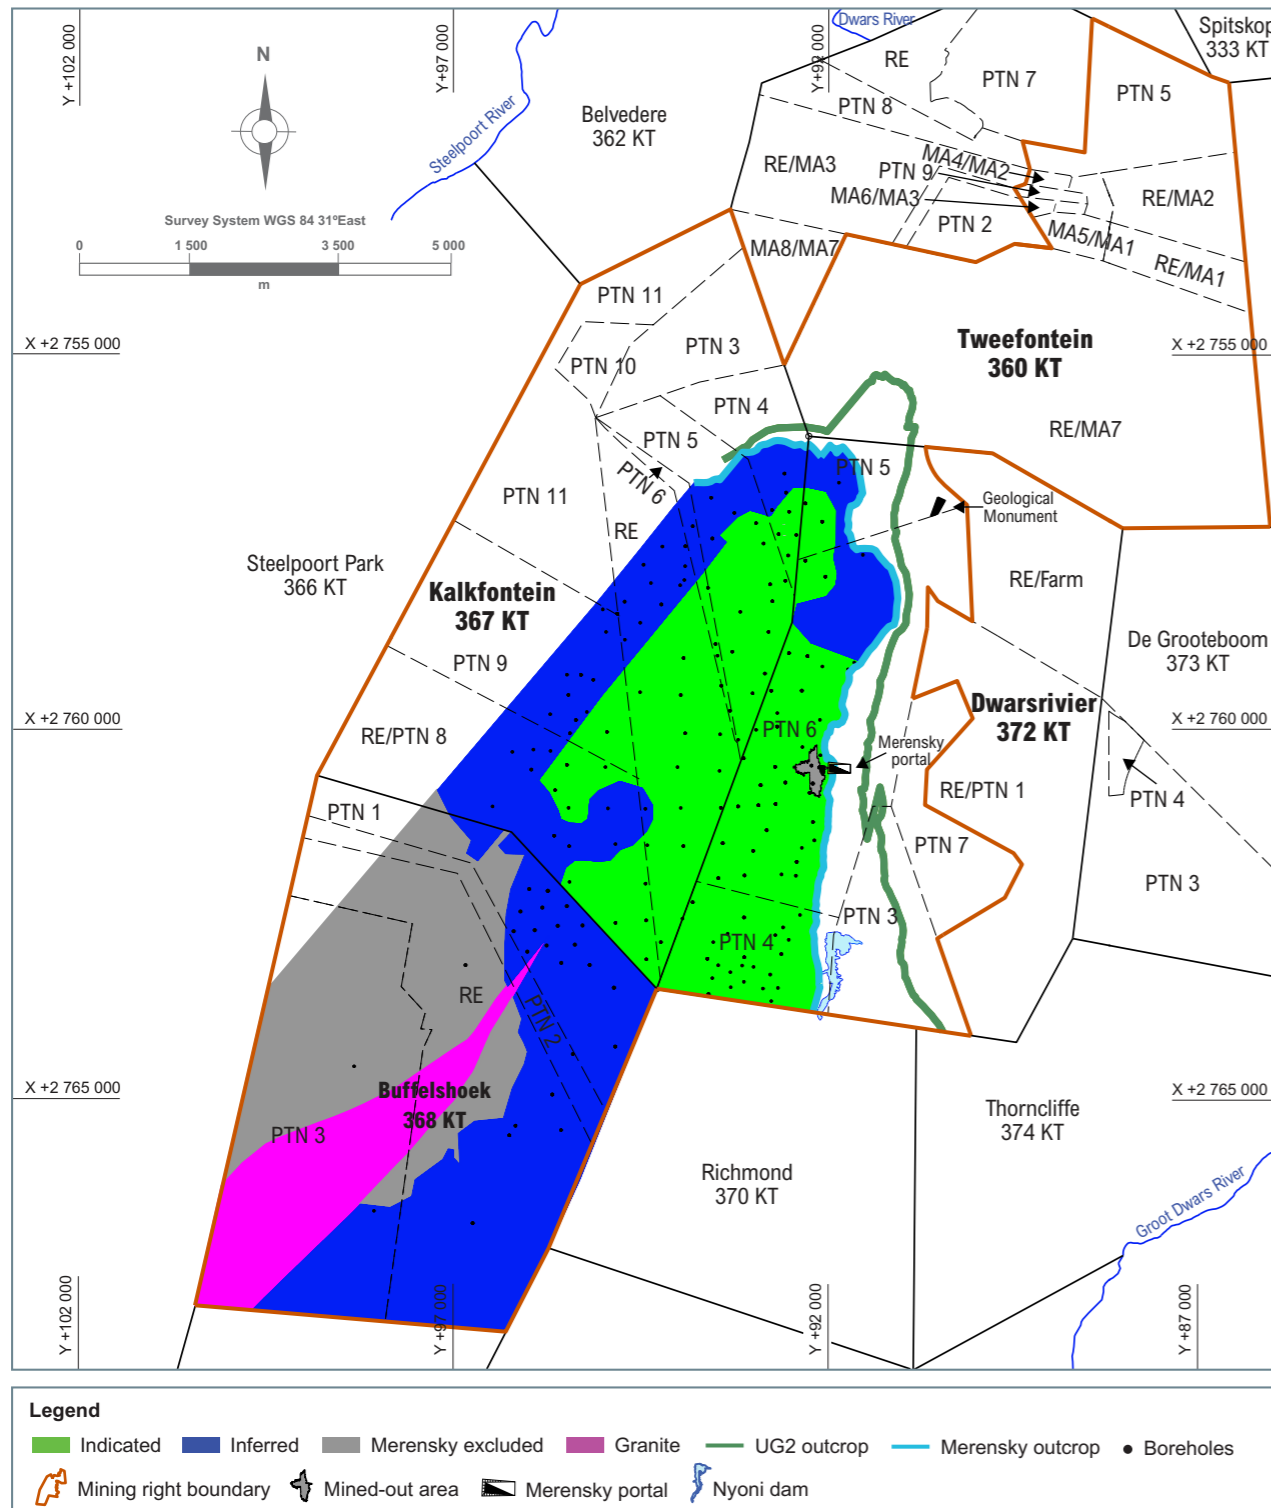 Y +102 000
Y +97 000
Y +92 000
Dwars River
Spitskop
333 KT
N
Steelpoort River
Belvedere
362 KT
RE
PTN 7
PTN 5
PTN 8
RE/MA3
MA4/MA2
PTN 9
MA6/MA3
RE/MA2
PTN 2
MA5/MA1
RE/MA1
MA8/MA7
Survey System WGS 84 31ºEast
0
1 500
3 500
5 000
m
X +2 755 000
X +2 755 000
PTN 11
PTN 3
PTN 10
Tweefontein
360 KT
PTN 4
RE/MA7
PTN 5
PTN 5
PTN 6
PTN 11
RE
Geological
Monument
Steelpoort Park
366 KT
Kalkfontein
367 KT
RE/Farm
De Grooteboom
373 KT
PTN 9
Dwarsrivier
372 KT
X +2 760 000
X +2 760 000
RE/PTN 8
PTN 6
Merensky
portal
RE/PTN 1
PTN 4
PTN 1
PTN 7
PTN 3
PTN 3
PTN 4
RE
PTN 2
X +2 765 000
X +2 765 000
Buffelshoek
368 KT
PTN 3
Thorncliffe
374 KT
Richmond
370 KT
Groot Dwars River
Y +102 000
Y +97 000
Y +92 000
Y +87 000
Legend
Indicated
Inferred
Merensky excluded
Granite
UG2 outcrop
Merensky outcrop
Boreholes
Mining right boundary
Mined-out area
Merensky portal
Nyoni dam